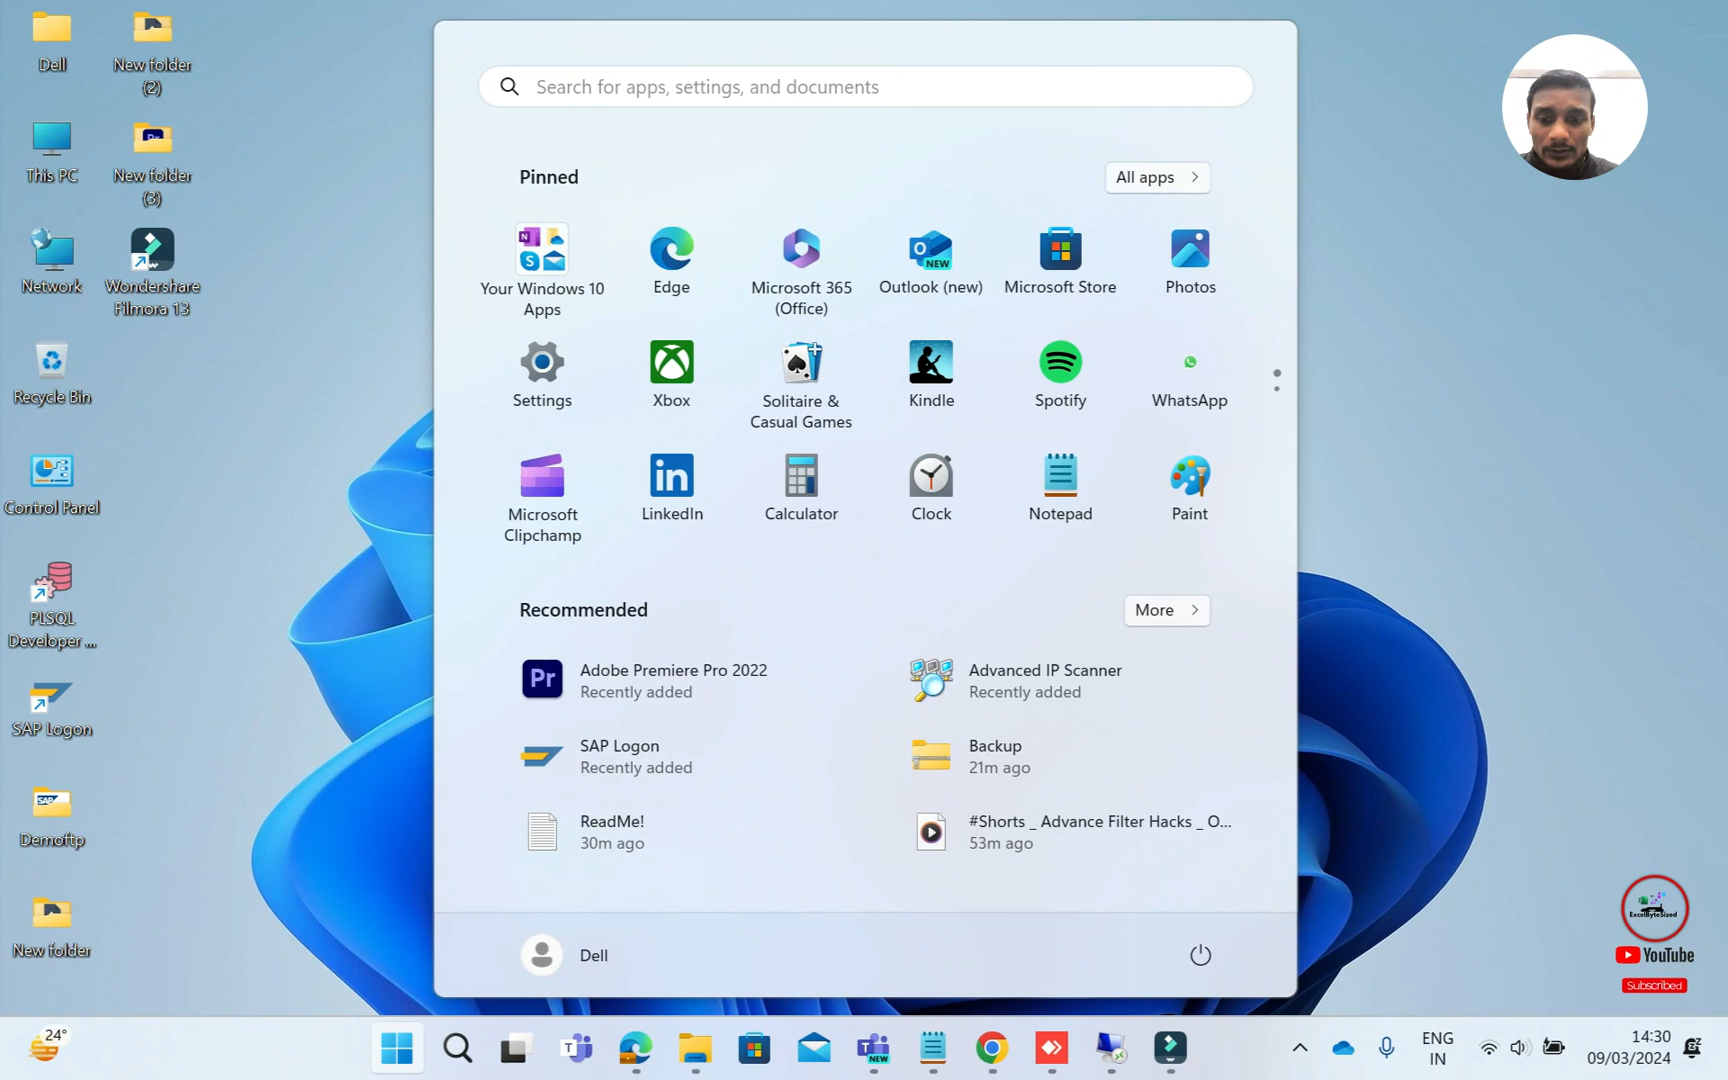 Dell
New folder
(2)
This PC
New folder
(3)
Network
Wondershare
Filmora 13
Recycle Bin
Control Panel
PLSQL
Developer ...
SAP Logon
SAP
Demoftp
New folder
Search for apps, settings, and documents
Pinned
All apps
Your Windows 10
Apps
Edge
Microsoft 365
(Office)
NEW
Outlook (new)
Microsoft Store
Photos
Settings
Xbox
Solitaire &
Casual Games
Kindle
Spotify
WhatsApp
Microsoft
Clipchamp
in
LinkedIn
Calculator
Clock
Notepad
Paint
Recommended
More
Pr
Adobe Premiere Pro 2022
Recently added
Advanced IP Scanner
Recently added
SAP Logon
Recently added
Backup
21m ago
ReadMe!
30m ago
#Shorts _ Advance Filter Hacks _ O...
53m ago
Dell
ExcelByteSized
YouTube
Subscribed
24°
NEW
ENG
IN
14:30
09/03/2024